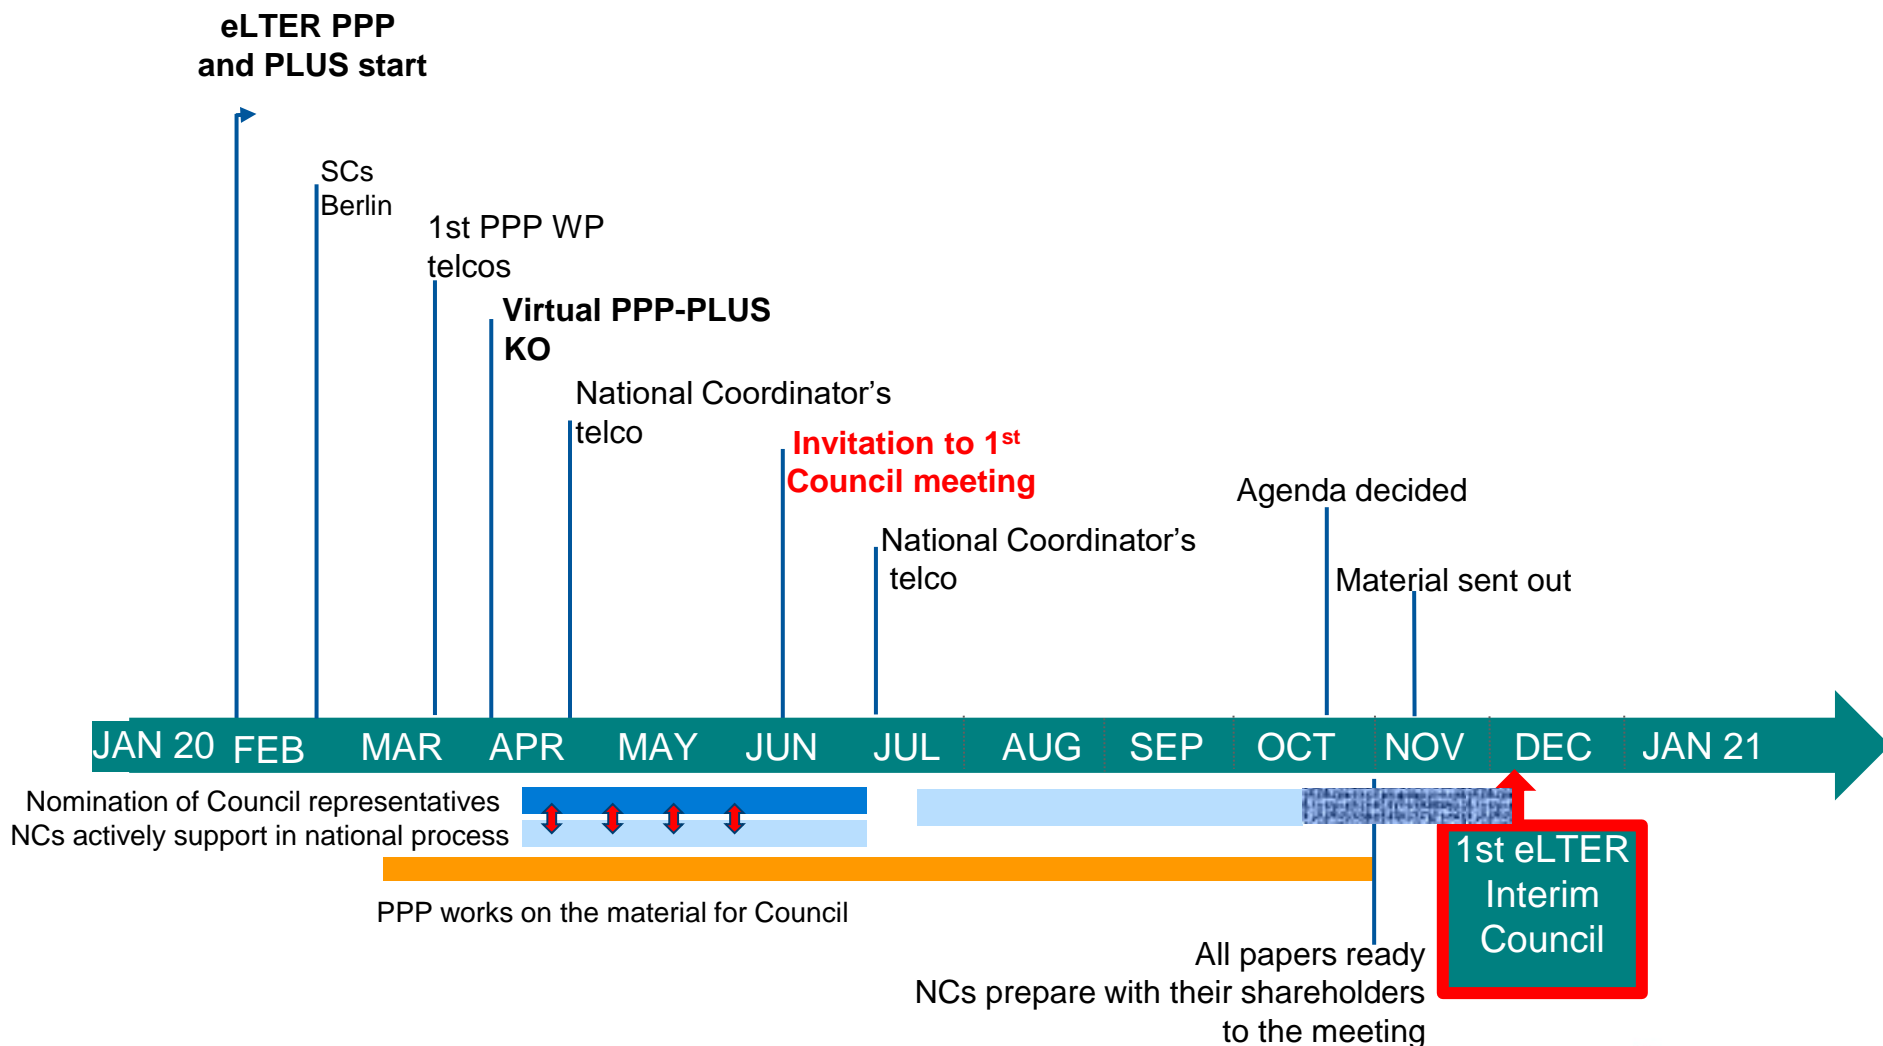 eLTER PPP
and PLUS start
SCs
Berlin
1st PPP WP
telcos
Virtual PPP-PLUS
KO
National Coordinator's
telco
Invitation to 1st
Council meeting
National Coordinator's
telco
Agenda decided
Material sent out
JAN 20 FEB MAR APR MAY JUN JUL AUG SEP OCT NOV DEC JAN 21
Nomination of Council representatives
NCs actively support in national process
PPP works on the material for Council
1st eLTER
Interim
Council
All papers ready
NCs prepare with their shareholders
to the meeting